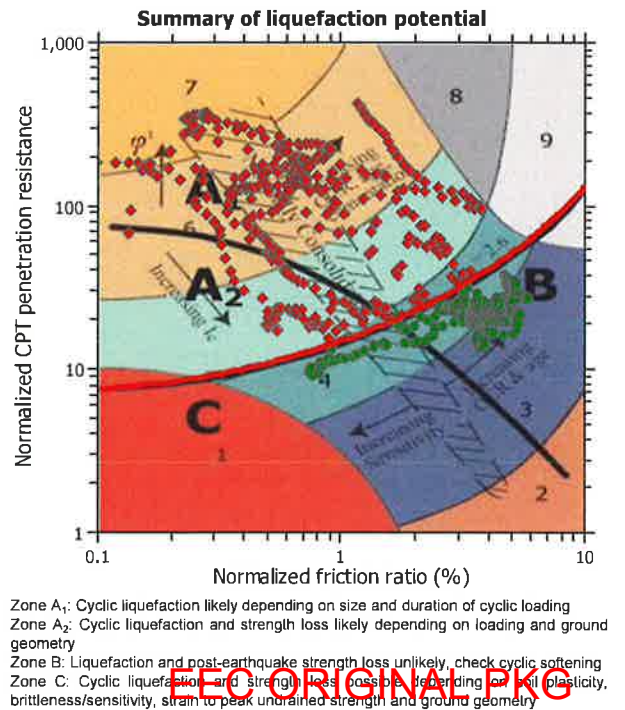 Summary of liquefaction potential
1,000
7
8
9
φ'
100
A1
6
A2
Increasing Ic
B
10
4
C
1
3
Increasing
Sensitivity
2
1
0.1
1
10
Normalized CPT penetration resistance
Normalized friction ratio (%)
Zone A1: Cyclic liquefaction likely depending on size and duration of cyclic loading
Zone A2: Cyclic liquefaction and strength loss likely depending on loading and ground
geometry
Zone B: Liquefaction and post-earthquake strength loss unlikely, check cyclic softening
Zone C: Cyclic liquefaction and strength loss possible depending on soil plasticity,
brittleness/sensitivity, strain to peak undrained strength and ground geometry
EEC ORIGINAL PKG